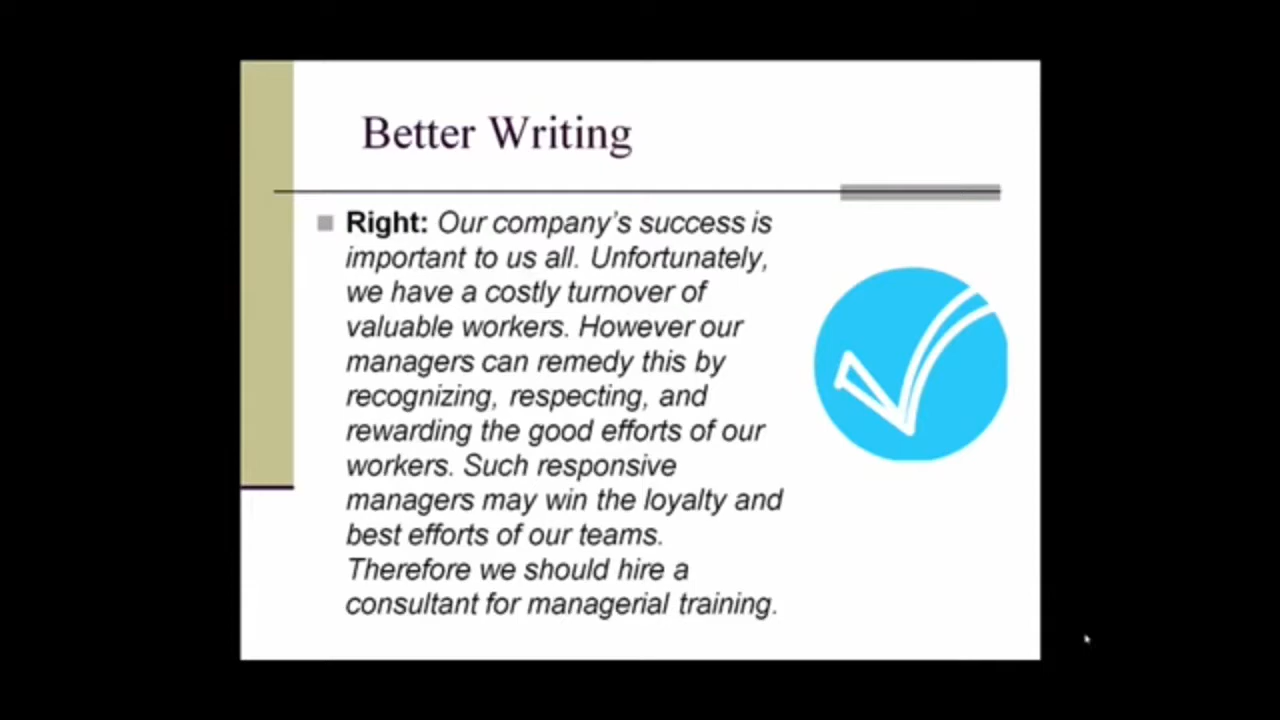 Better Writing
Right: Our company's success is
important to us all. Unfortunately,
we have a costly turnover of
valuable workers. However our
managers can remedy this by
recognizing, respecting, and
rewarding the good efforts of our
workers. Such responsive
managers may win the loyalty and
best efforts of our teams.
Therefore we should hire a
consultant for managerial training.